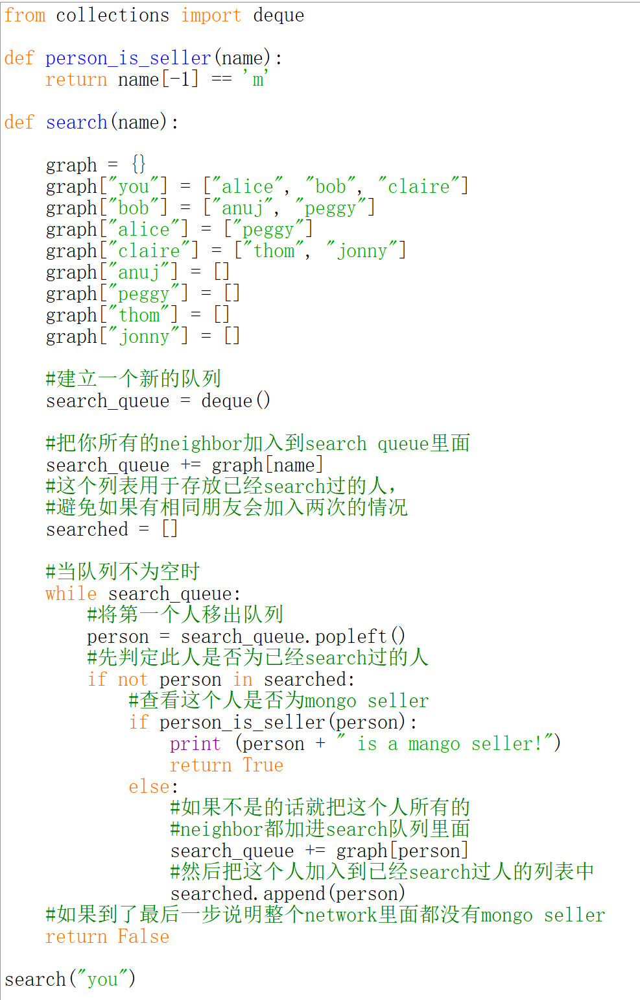 from collections import deque

def person_is_seller(name):
    return name[-1] == 'm'

def search(name):

    graph = {}
    graph["you"] = ["alice", "bob", "claire"]
    graph["bob"] = ["anuj", "peggy"]
    graph["alice"] = ["peggy"]
    graph["claire"] = ["thom", "jonny"]
    graph["anuj"] = []
    graph["peggy"] = []
    graph["thom"] = []
    graph["jonny"] = []

    #建立一个新的队列
    search_queue = deque()

    #把你所有的neighbor加入到search queue里面
    search_queue += graph[name]
    #这个列表用于存放已经search过的人，
    #避免如果有相同朋友会加入两次的情况
    searched = []

    #当队列不为空时
    while search_queue:
        #将第一个人移出队列
        person = search_queue.popleft()
        #先判定此人是否为已经search过的人
        if not person in searched:
            #查看这个人是否为mongo seller
            if person_is_seller(person):
                print (person + " is a mango seller!")
                return True
            else:
                #如果不是的话就把这个人所有的
                #neighbor都加进search队列里面
                search_queue += graph[person]
                #然后把这个人加入到已经search过人的列表中
                searched.append(person)
    #如果到了最后一步说明整个network里面都没有mongo seller
    return False

search("you")